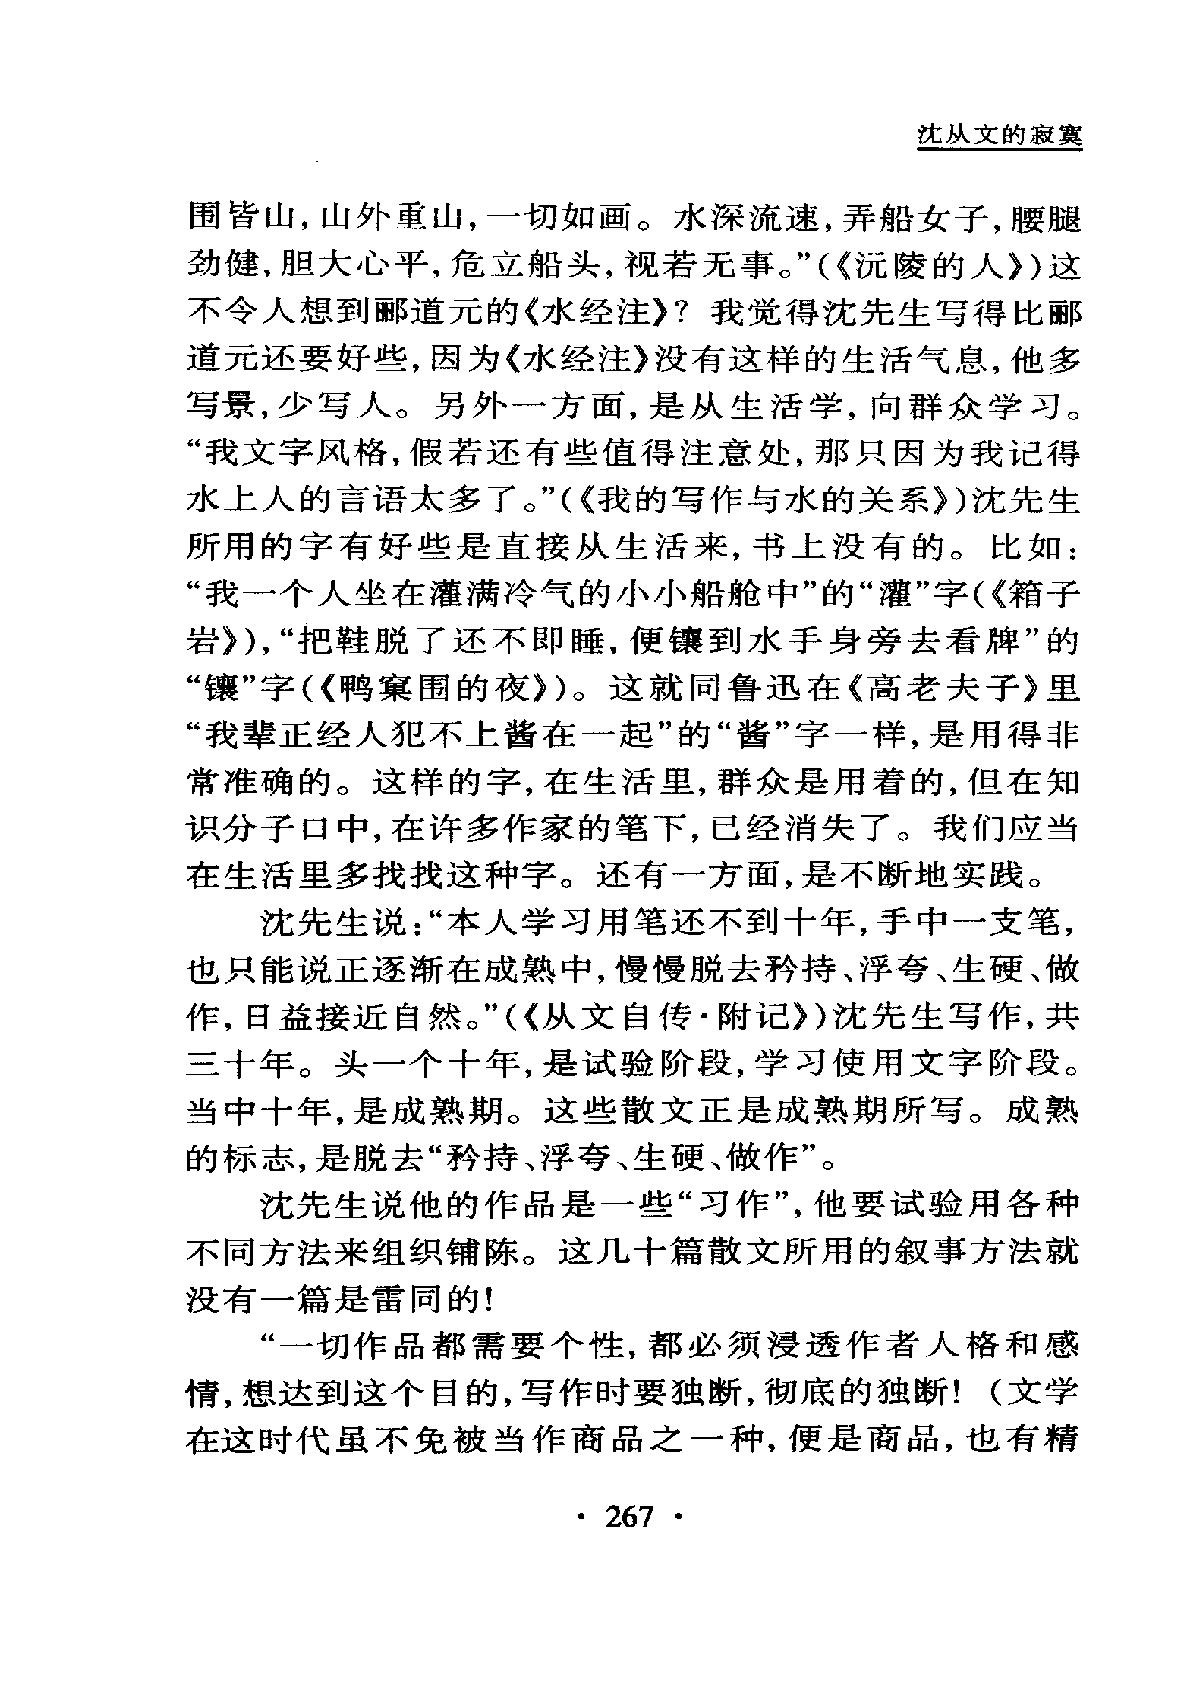 沈从文的寂寞
围皆山,山外重山,一切如画。水深流速,弄船女子,腰腿
劲健,胆大心平,危立船头,视若无事。”(《沅陵的人》)这
不令人想到郦道元的《水经注》?我觉得沈先生写得比郦
道元还要好些,因为《水经注》没有这样的生活气息,他多
写景,少写人。另外一方面,是从生活学,向群众学习。
“我文字风格,假若还有些值得注意处,那只因为我记得
水上人的言语太多了。”(《我的写作与水的关系》)沈先生
所用的字有好些是直接从生活来,书上没有的。比如:
“我一个人坐在灌满冷气的小小船舱中”的“灌”字(《箱子
岩》),“把鞋脱了还不即睡,便镶到水手身旁去看牌”的
“镶”字(《鸭窠围的夜》)。这就同鲁迅在《高老夫子》里
“我辈正经人犯不上酱在一起”的“酱”字一样,是用得非
常准确的。这样的字,在生活里,群众是用着的,但在知
识分子口中,在许多作家的笔下,已经消失了。我们应当
在生活里多找找这种字。还有一方面,是不断地实践。
沈先生说:“本人学习用笔还不到十年,手中一支笔,
也只能说正逐渐在成熟中,慢慢脱去矜持、浮夸、生硬、做
作,日益接近自然。”(《从文自传·附记》)沈先生写作,共
三十年。头一个十年,是试验阶段,学习使用文字阶段。
当中十年,是成熟期。这些散文正是成熟期所写。成熟
的标志,是脱去“矜持、浮夸、生硬、做作”。
沈先生说他的作品是一些“习作”,他要试验用各种
不同方法来组织铺陈。这几十篇散文所用的叙事方法就
没有一篇是雷同的!
“一切作品都需要个性,都必须浸透作者人格和感
情,想达到这个目的,写作时要独断,彻底的独断!(文学
在这时代虽不免被当作商品之一种,便是商品,也有精
· 267 ·